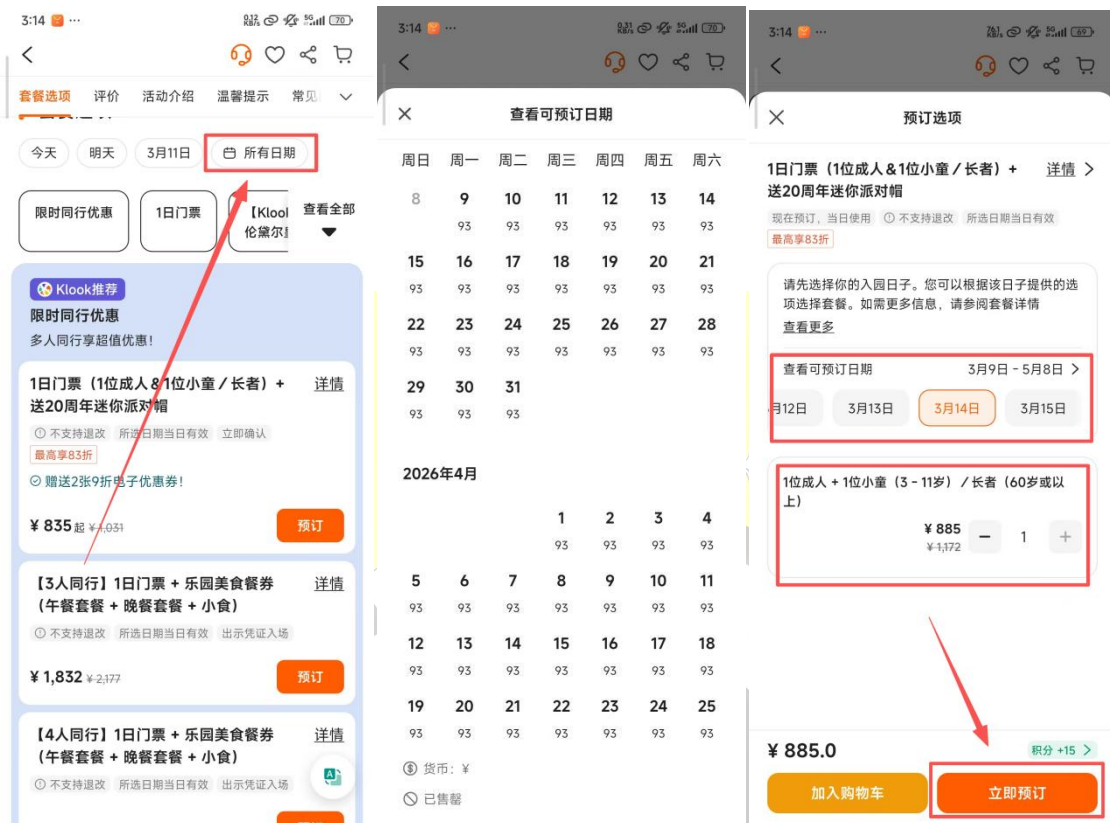 3:14 ···
0.12 KB/s 5G 70
套餐选项 评价 活动介绍 温馨提示 常见
今天 明天 3月11日 所有日期
限时同行优惠
1日门票
【Klook
查看全部
Klook推荐
限时同行优惠
多人同行享超值优惠!
1日门票(1位成人&1位小童/长者)+ 详情
送20周年迷你派对帽
不支持退改 所选日期当日有效 立即确认
最高享83折
赠送2张9折电子优惠券!
¥ 835起 ¥1,031 预订
【3人同行】1日门票 + 乐园美食餐券 详情
(午餐套餐 + 晚餐套餐 + 小食)
不支持退改 所选日期当日有效 出示凭证入场
¥ 1,832 ¥2,177 预订
【4人同行】1日门票 + 乐园美食餐券 详情
(午餐套餐 + 晚餐套餐 + 小食)
不支持退改 所选日期当日有效 出示凭证入场
A
3:14 ···
0.31 KB/s 5G 70
查看可预订日期
周日 周一 周二 周三 周四 周五 周六
8 9 10 11 12 13 14
93 93 93 93 93 93
15 16 17 18 19 20 21
93 93 93 93 93 93 93
22 23 24 25 26 27 28
93 93 93 93 93 93 93
29 30 31
93 93 93
2026年4月
1 2 3 4
93 93 93 93
5 6 7 8 9 10 11
93 93 93 93 93 93 93
12 13 14 15 16 17 18
93 93 93 93 93 93 93
19 20 21 22 23 24 25
93 93 93 93 93 93 93
货币:¥
已售罄
3:14 ···
KB/s 5G 69
预订选项
1日门票(1位成人&1位小童/长者)+ 详情
送20周年迷你派对帽
现在预订,当日使用 不支持退改 所选日期当日有效
最高享83折
请先选择你的入园日子。您可以根据该日子提供的选
项选择套餐。如需更多信息,请参阅套餐详情
查看更多
查看可预订日期 3月9日 - 5月8日
月12日 3月13日 3月14日 3月15日
1位成人 + 1位小童(3 - 11岁)/长者(60岁或以
上)
¥ 885
¥1,172
1
¥ 885.0 积分 +15
加入购物车 立即预订